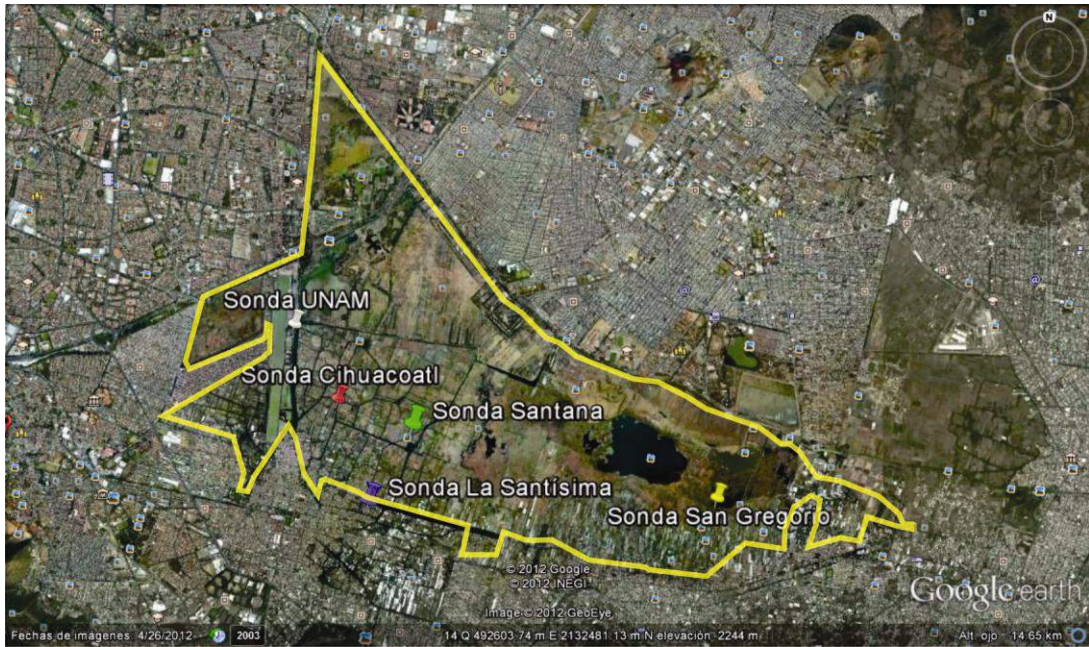 N
Sonda UNAM
Sonda Cihuacoatl
Sonda Santana
Sonda La Santísima
Sonda San Gregorio
© 2012 Google
© 2012 INEGI
Image © 2012 GeoEye
Google earth
Fechas de imágenes 4/26/2012 2003 14 Q 492603 74 m E 2132481 13 m N elevación 2244 m Alt. ojo 14.65 km